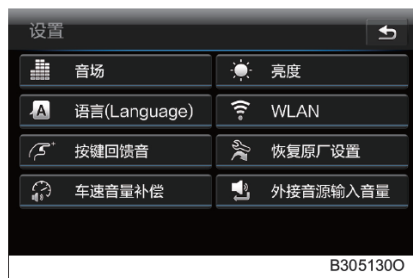 设置
音场
亮度
语言(Language)
WLAN
按键回馈音
恢复原厂设置
车速音量补偿
外接音源输入音量
B305130O